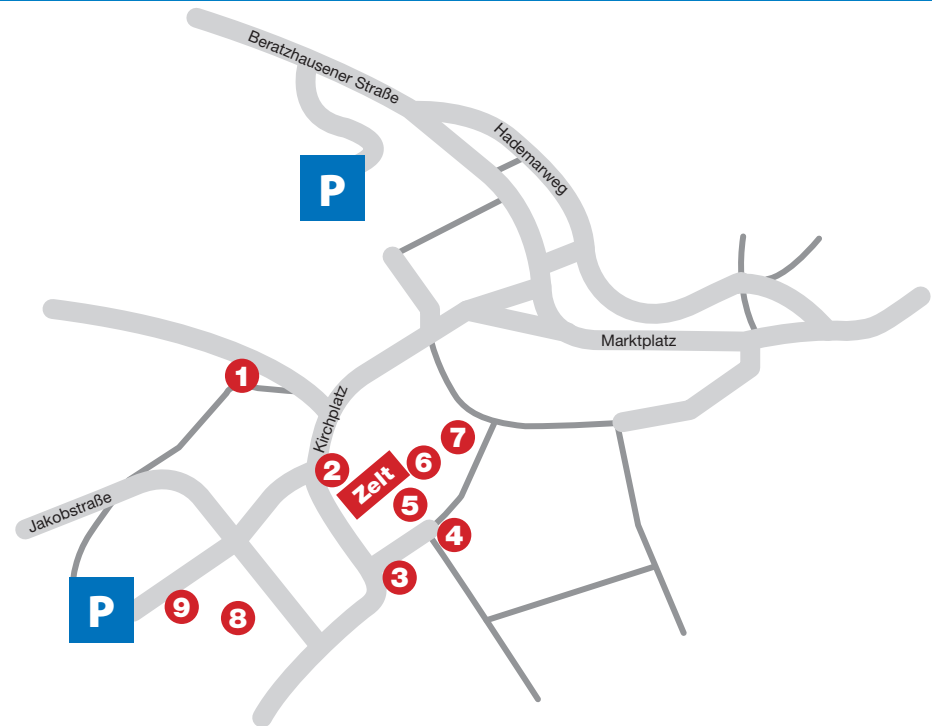 Beratzhausener Straße
Hademarweg
P
Marktplatz
1
Kirchplatz
7
2
6
Zelt
5
Jakobstraße
4
3
P
9
8